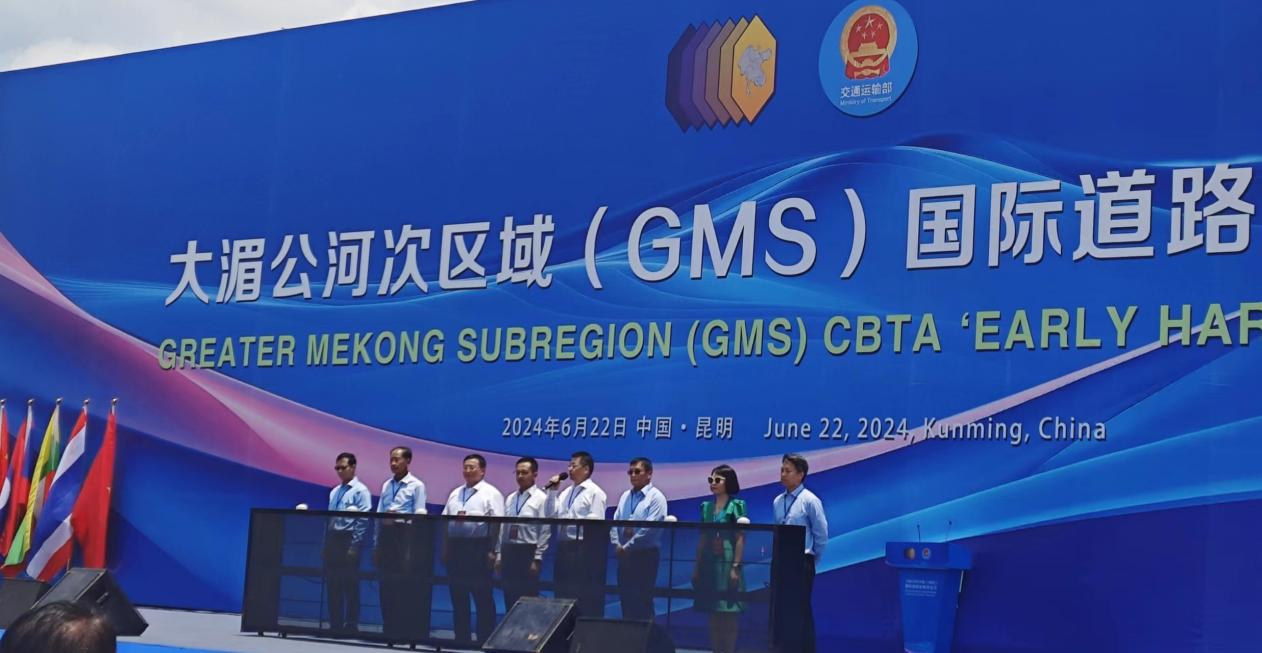 交通运输部
Ministry of Transport
大湄公河次区域（GMS）国际道路
GREATER MEKONG SUBREGION (GMS) CBTA ‘EARLY HAR
2024年6月22日 中国·昆明 June 22, 2024, Kunming, China